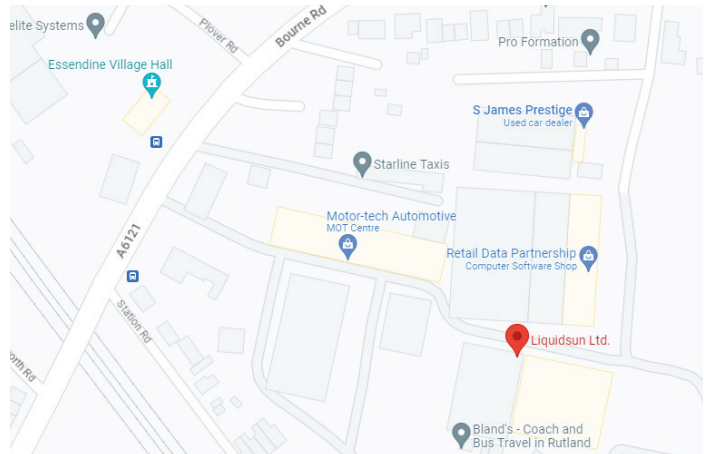 elite Systems
Plover Rd
Bourne Rd
Pro Formation
Essendine Village Hall
S James Prestige
Used car dealer
Starline Taxis
Motor-tech Automotive
MOT Centre
A6121
Retail Data Partnership
Computer Software Shop
Station Rd
Liquidsun Ltd.
orth Rd
Bland's - Coach and
Bus Travel in Rutland